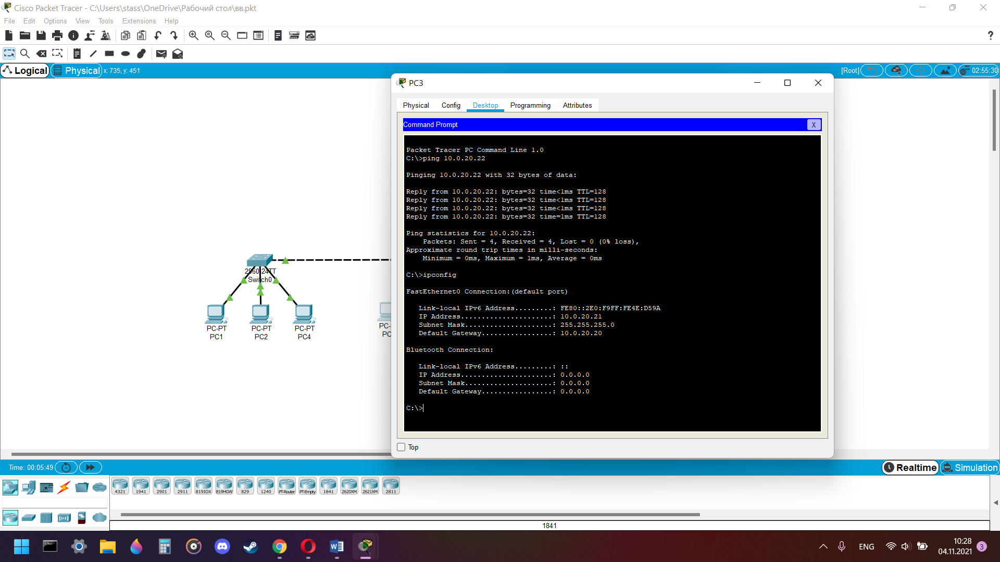 Cisco Packet Tracer - C:\Users\stass\OneDrive\Рабочий стол\вв.pkt
File Edit Options View Tools Extensions Help
Logical Physical x: 735, y: 451 [Root] 02:55:30
PC3
Physical Config Desktop Programming Attributes
Command Prompt X
Packet Tracer PC Command Line 1.0
C:\>ping 10.0.20.22
Pinging 10.0.20.22 with 32 bytes of data:
Reply from 10.0.20.22: bytes=32 time<1ms TTL=128
Reply from 10.0.20.22: bytes=32 time<1ms TTL=128
Reply from 10.0.20.22: bytes=32 time<1ms TTL=128
Reply from 10.0.20.22: bytes=32 time=1ms TTL=128
Ping statistics for 10.0.20.22:
Packets: Sent = 4, Received = 4, Lost = 0 (0% loss),
Approximate round trip times in milli-seconds:
Minimum = 0ms, Maximum = 1ms, Average = 0ms
C:\>ipconfig
FastEthernet0 Connection:(default port)
Link-local IPv6 Address.........: FE80::2E0:F9FF:FE4E:D59A
IP Address......................: 10.0.20.21
Subnet Mask.....................: 255.255.255.0
Default Gateway.................: 10.0.20.20
Bluetooth Connection:
Link-local IPv6 Address.........: ::
IP Address......................: 0.0.0.0
Subnet Mask.....................: 0.0.0.0
Default Gateway.................: 0.0.0.0
C:\>
Top
2960-24TT
Switch0
PC-PT PC-PT PC-PT PC-
PC1 PC2 PC4 PC
Time: 00:05:49 Realtime Simulation
4321 1941 2901 2911 819IOX 819HGW 829 1240 PT-Router PT-Empty 1841 2620XM 2621XM 2811
1841
ENG 10:28
04.11.2021 3